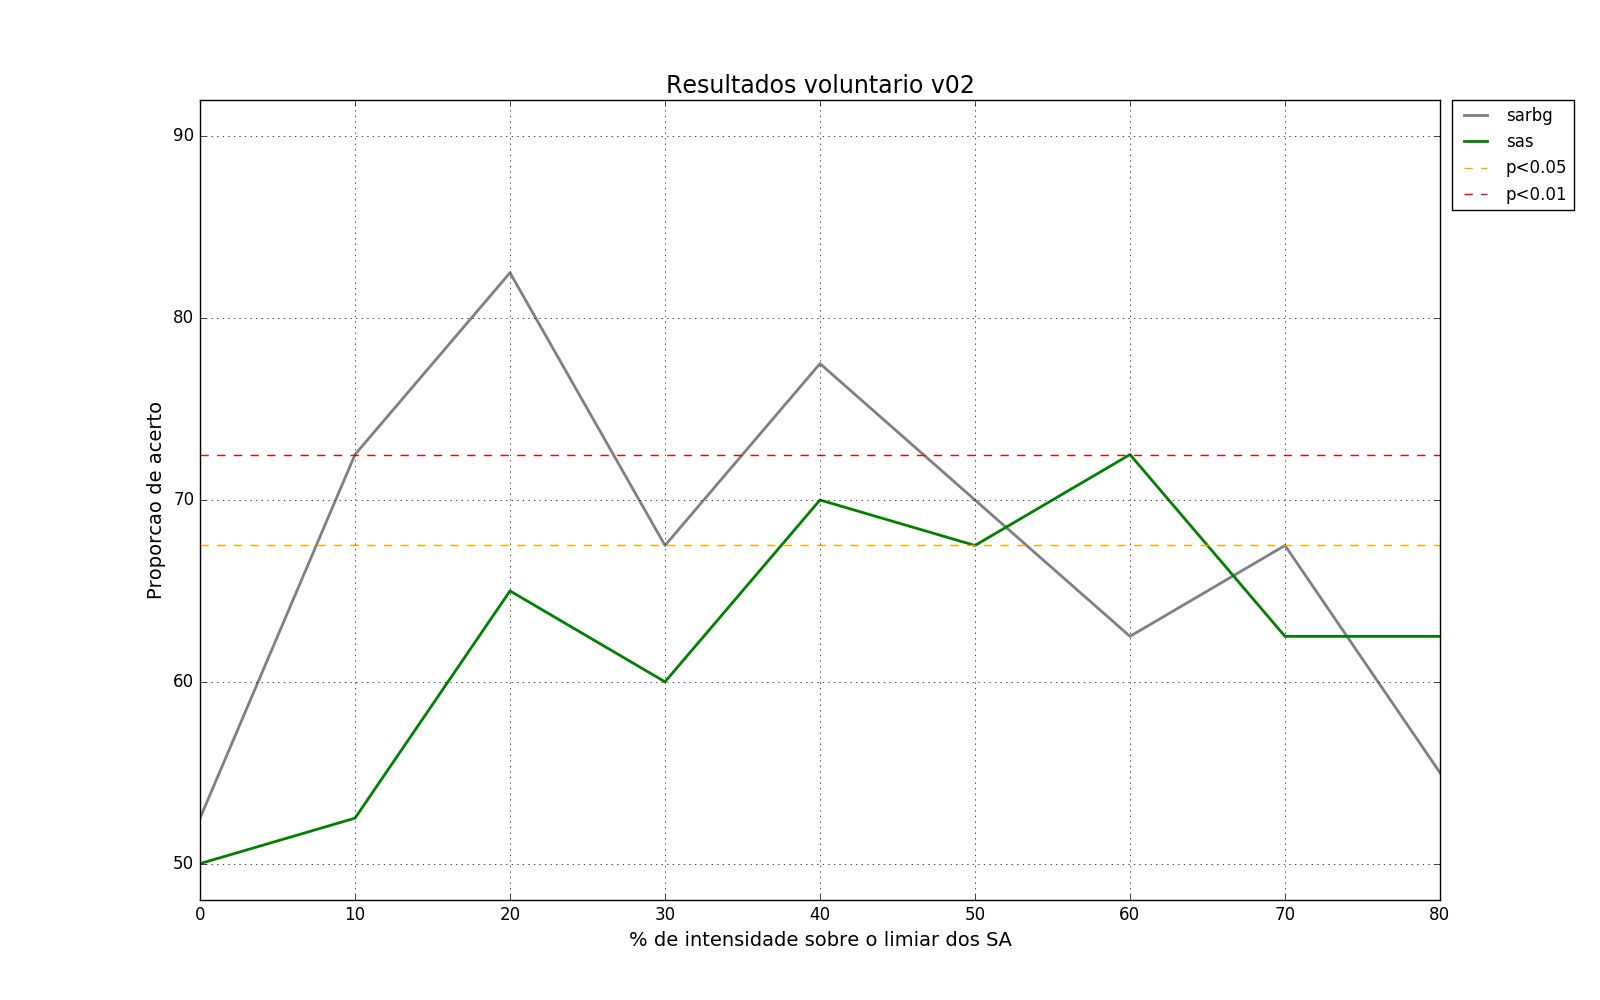 Resultados voluntario v02
sarbg
sas
p<0.05
p<0.01
Proporcao de acerto
90
80
70
60
50
0 10 20 30 40 50 60 70 80
% de intensidade sobre o limiar dos SA